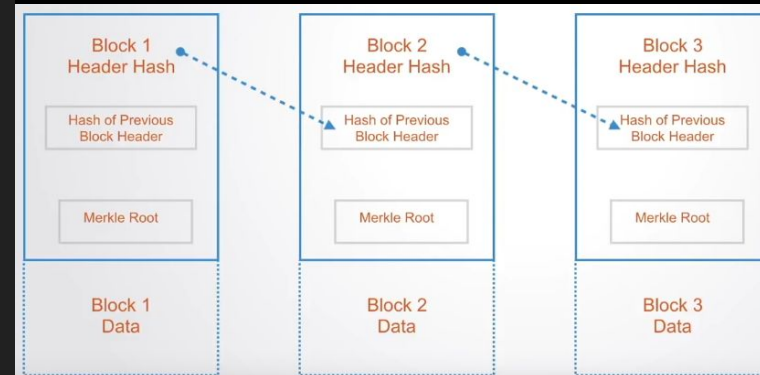 Block 1
Header Hash
Hash of Previous
Block Header
Merkle Root
Block 1
Data
Block 2
Header Hash
Hash of Previous
Block Header
Merkle Root
Block 2
Data
Block 3
Header Hash
Hash of Previous
Block Header
Merkle Root
Block 3
Data